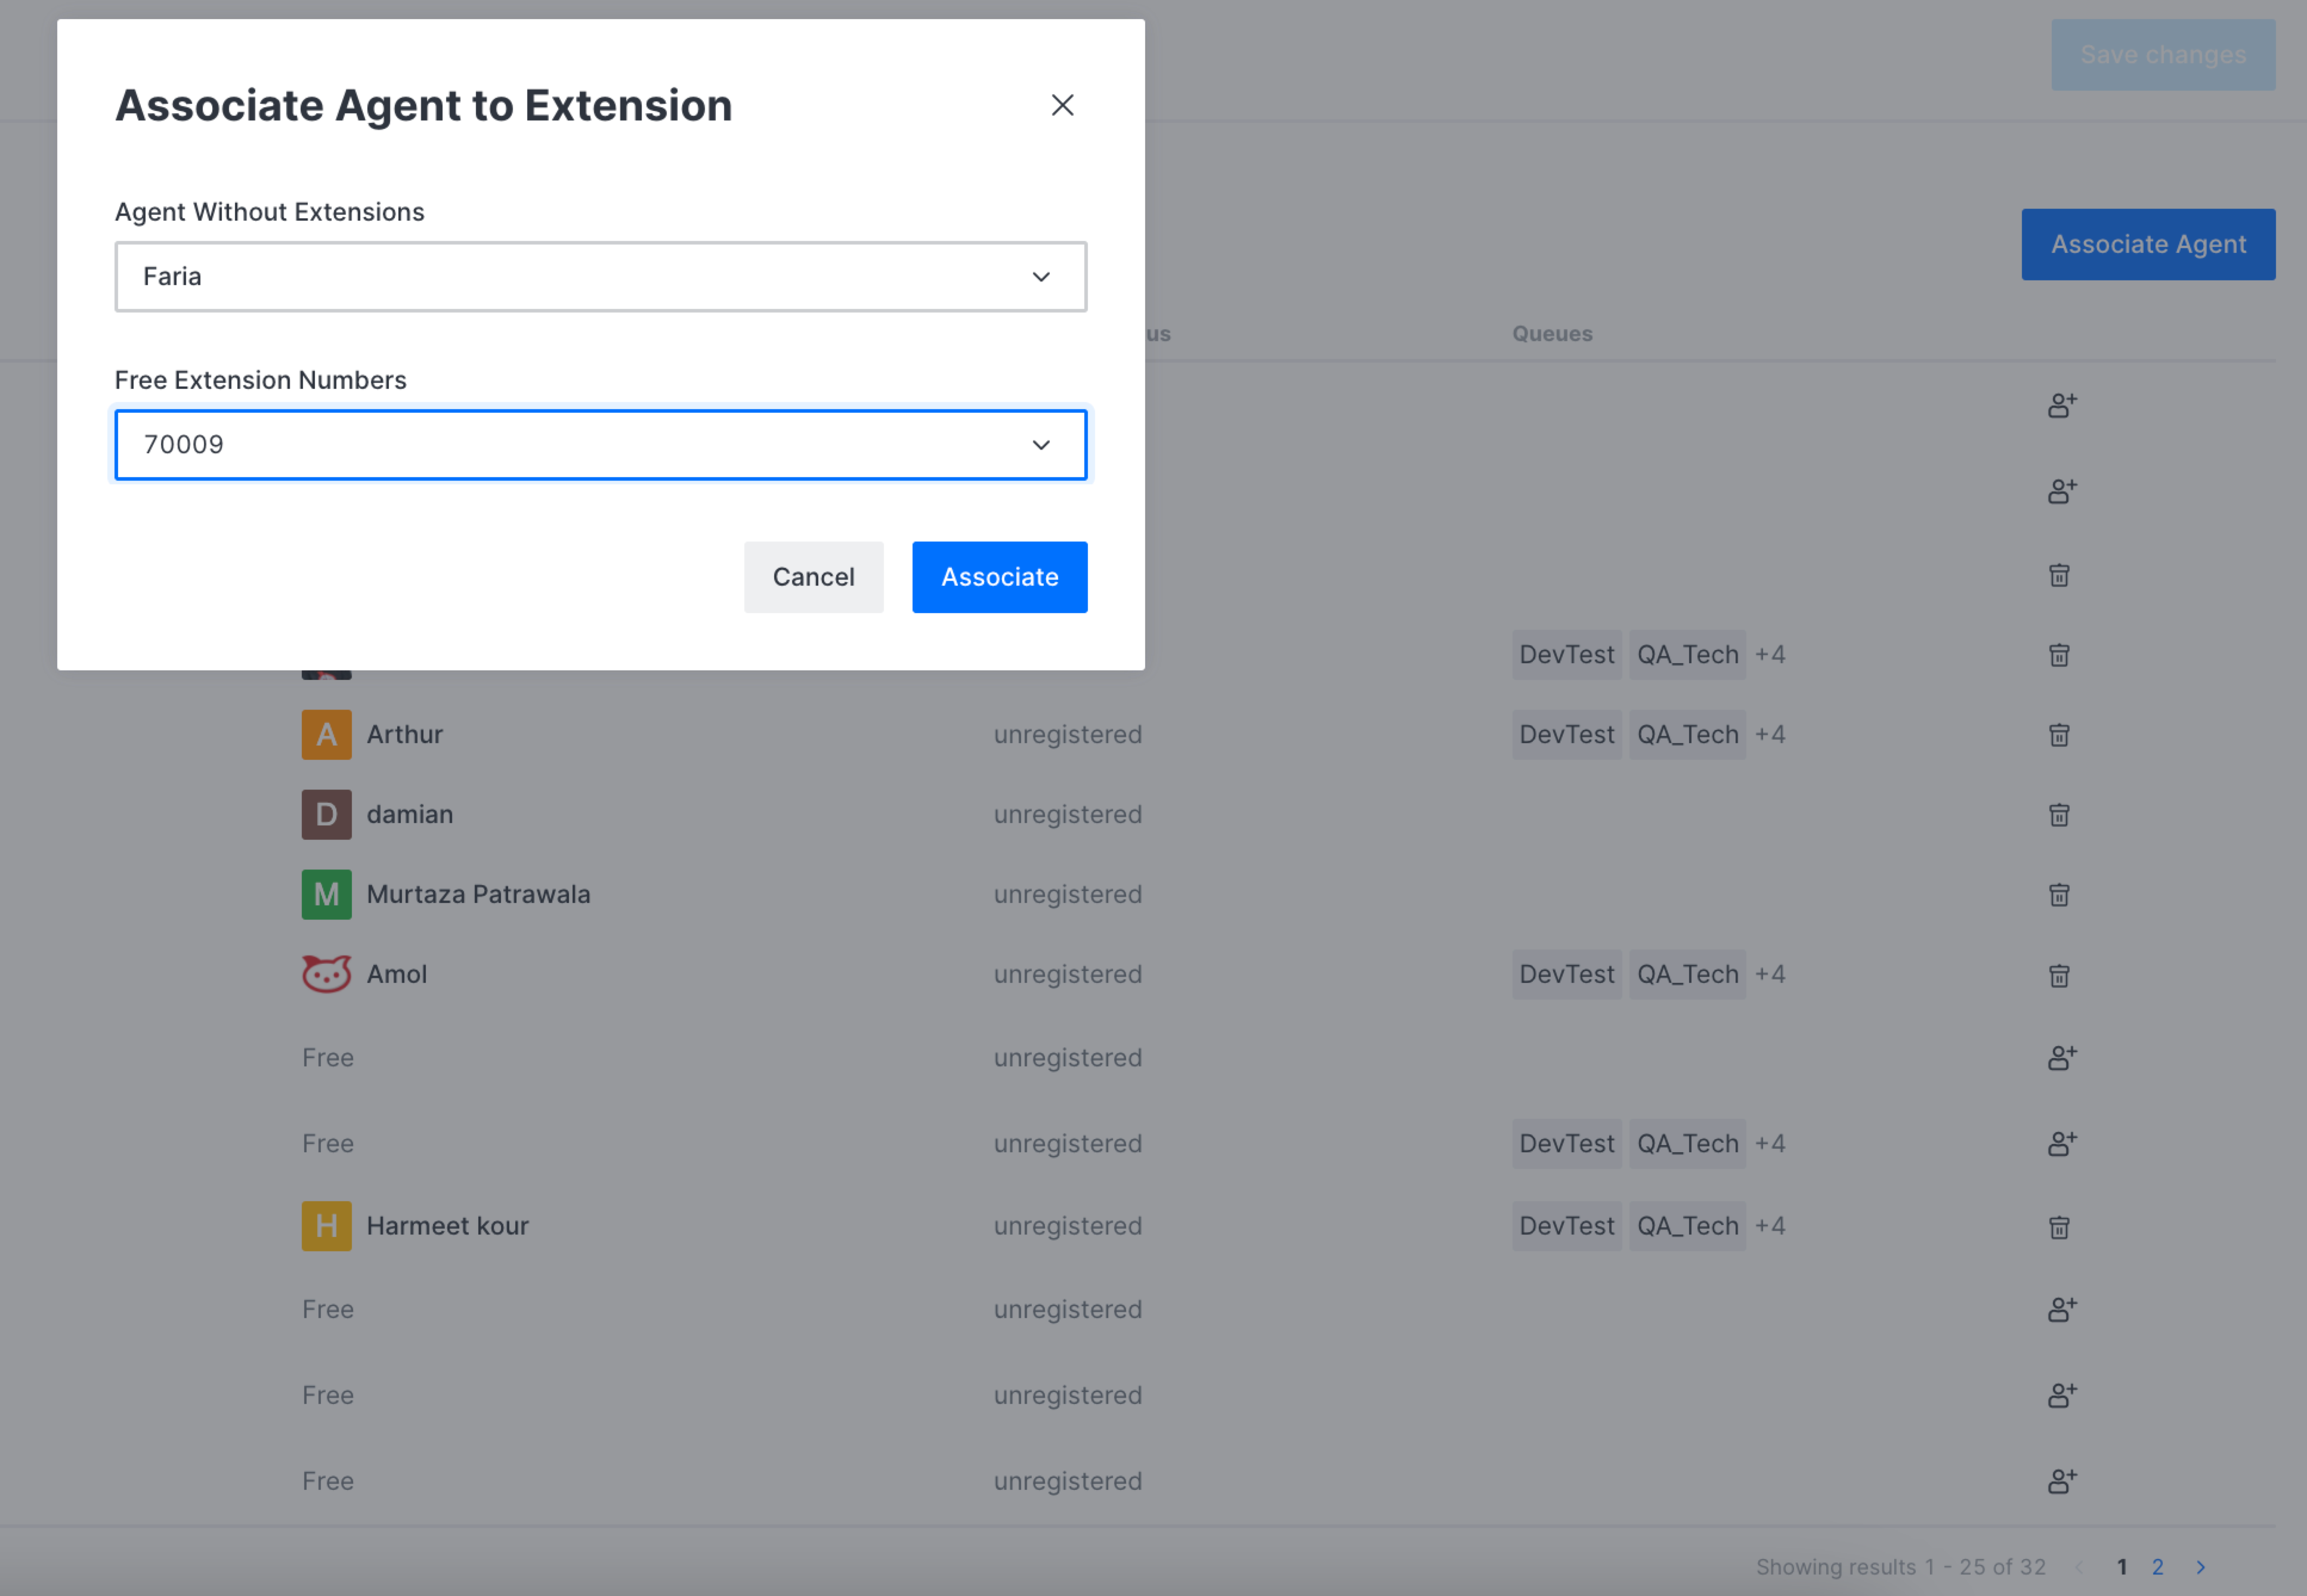 Save changes
Associate Agent to Extension
Agent Without Extensions
Faria
Associate Agent
us
Queues
Free Extension Numbers
70009
Cancel
Associate
DevTest QA_Tech +4
A Arthur unregistered DevTest QA_Tech +4
D damian unregistered
M Murtaza Patrawala unregistered
Amol unregistered DevTest QA_Tech +4
Free unregistered
Free unregistered DevTest QA_Tech +4
H Harmeet kour unregistered DevTest QA_Tech +4
Free unregistered
Free unregistered
Free unregistered
Showing results 1 - 25 of 32 1 2